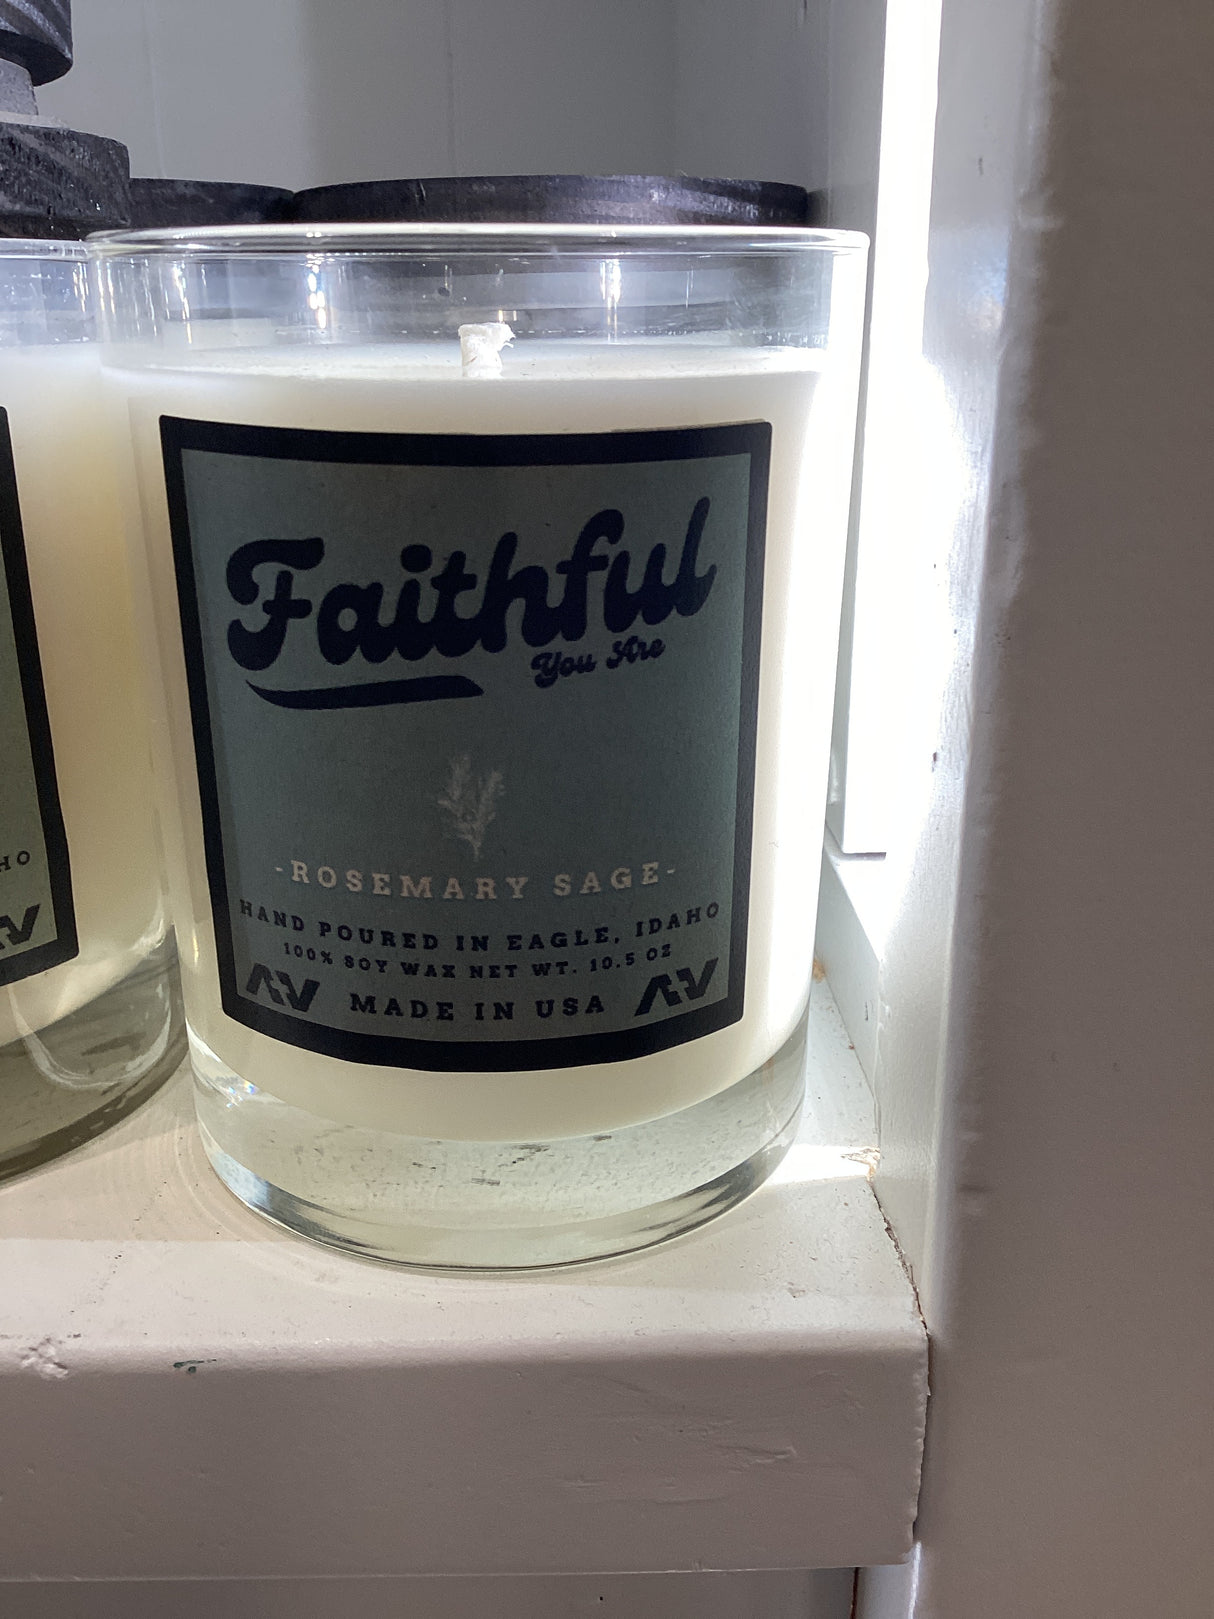 Faithful
You Are
-ROSEMARY SAGE-
HAND POURED IN EAGLE, IDAHO
100% SOY WAX NET WT. 10.5 OZ
AV MADE IN USA AV
HO